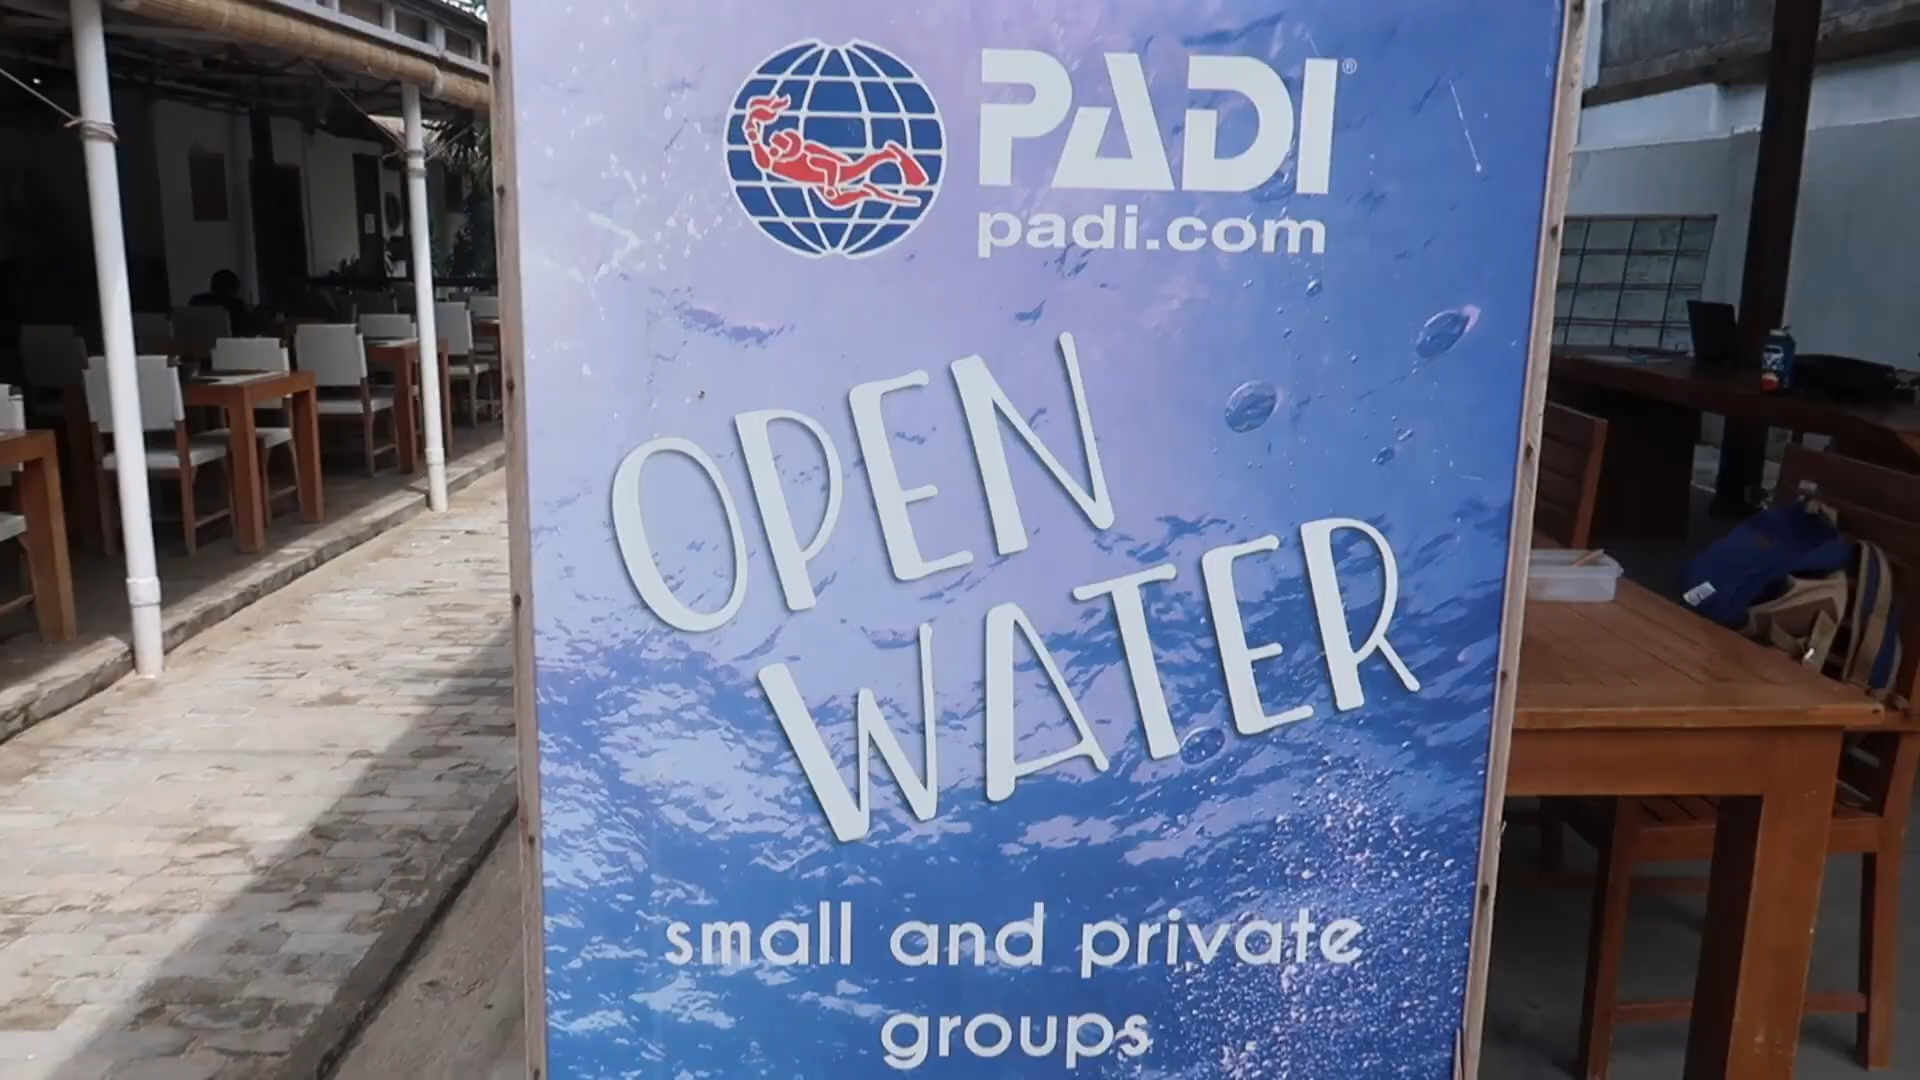 PADI®
padi.com
OPEN
WATER
small and private
groups